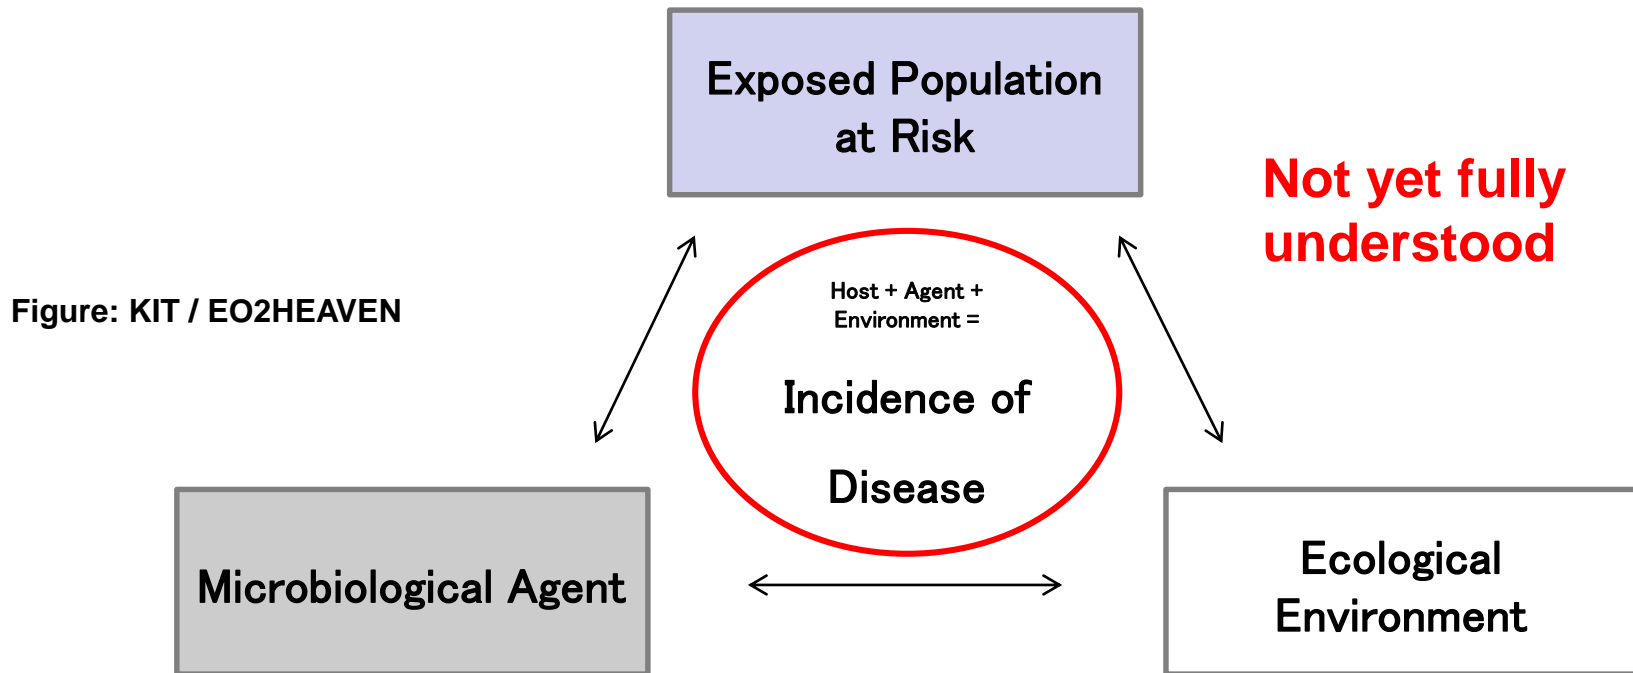 Exposed Population
at Risk
Not yet fully
understood
Figure: KIT / EO2HEAVEN
Host + Agent +
Environment =
Incidence of
Disease
Microbiological Agent
Ecological
Environment